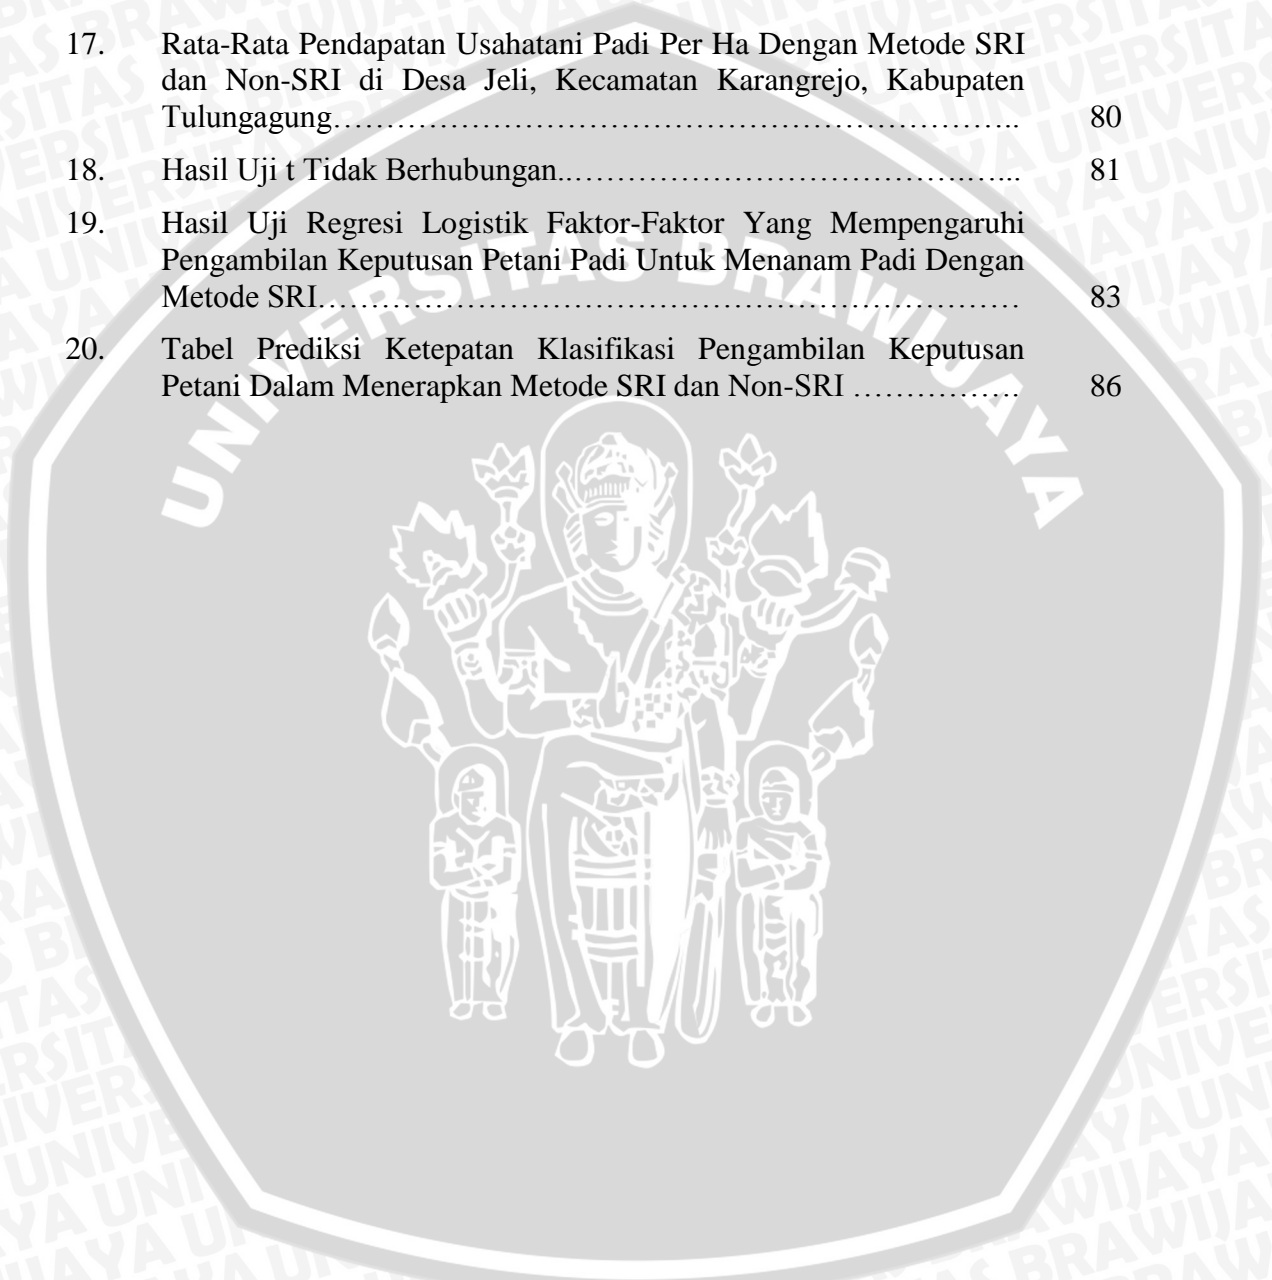 17. Rata-Rata Pendapatan Usahatani Padi Per Ha Dengan Metode SRI
dan Non-SRI di Desa Jeli, Kecamatan Karangrejo, Kabupaten
Tulungagung…………………………………………………….. 80
18. Hasil Uji t Tidak Berhubungan..………………………………….…... 81
19. Hasil Uji Regresi Logistik Faktor-Faktor Yang Mempengaruhi
Pengambilan Keputusan Petani Padi Untuk Menanam Padi Dengan
Metode SRI………………………………………………………… 83
20. Tabel Prediksi Ketepatan Klasifikasi Pengambilan Keputusan
Petani Dalam Menerapkan Metode SRI dan Non-SRI ……………. 86
UNIVERSITAS BRAWIJAYA